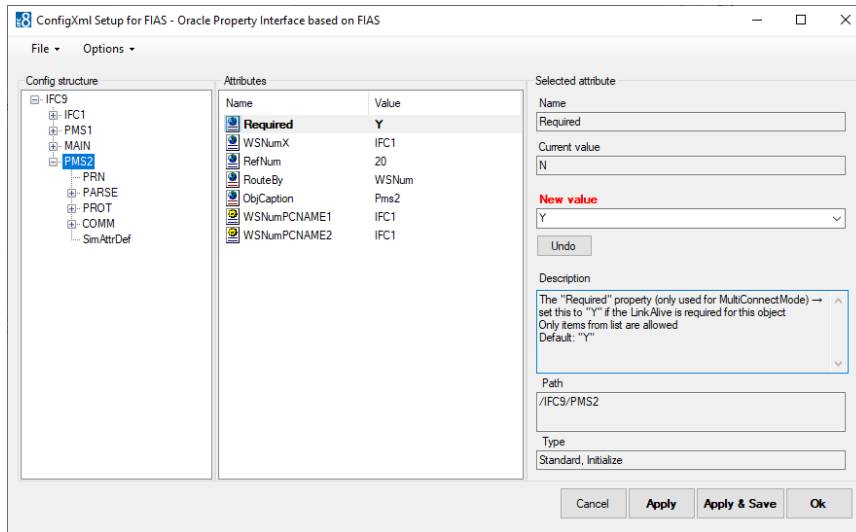 ConfigXml Setup for FIAS - Oracle Property Interface based on FIAS
File Options
Config structure
IFC9
IFC1
PMS1
MAIN
PMS2
PRN
PARSE
PROT
COMM
SimAttrDef
Attributes
Name Value
Required Y
WSNumX IFC1
RefNum 20
RouteBy WSNum
ObjCaption Pms2
WSNumPCNAME1 IFC1
WSNumPCNAME2 IFC1
Selected attribute
Name
Required
Current value
N
New value
Y
Undo
Description
The "Required" property (only used for MultiConnectMode) →
set this to "Y" if the LinkAlive is required for this object
Only items from list are allowed
Default: "Y"
Path
/IFC9/PMS2
Type
Standard, Initialize
Cancel Apply Apply & Save Ok